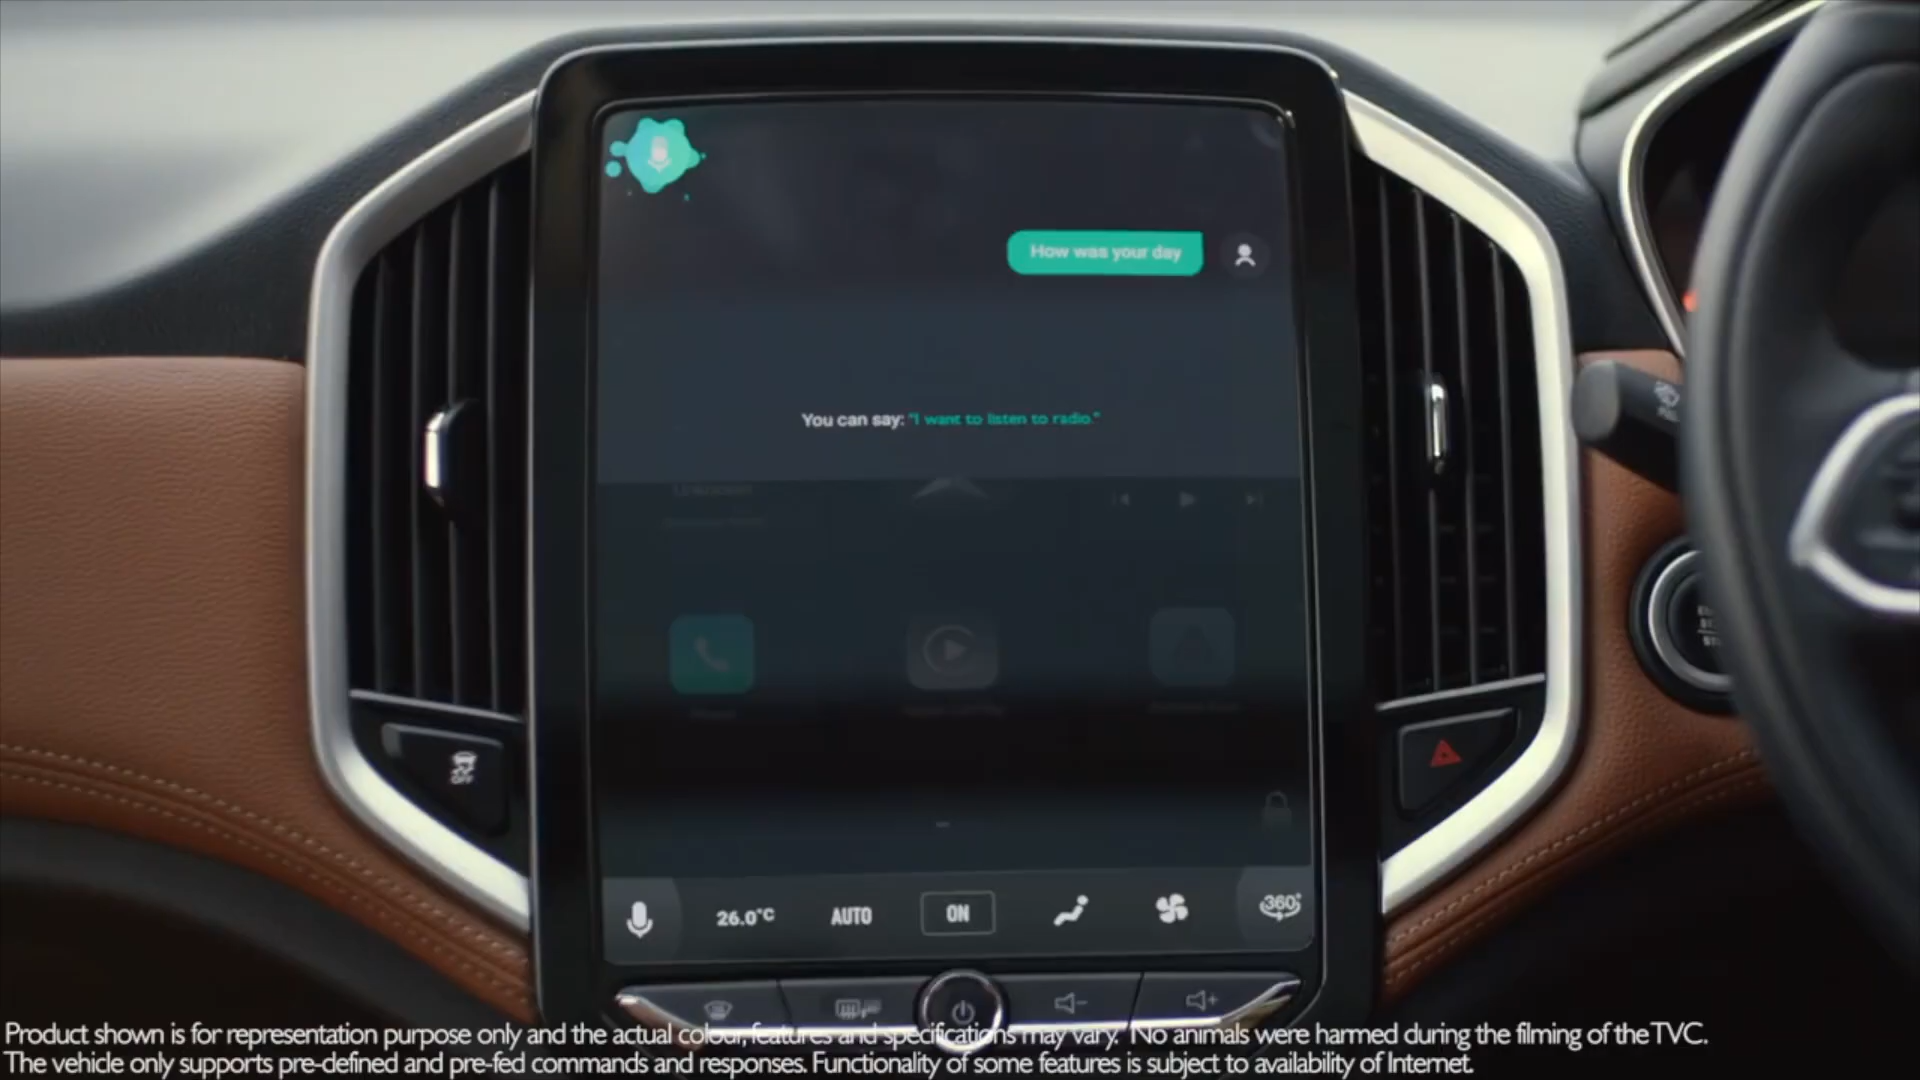 How was your day
You can say: "I want to listen to radio."
OFF
26.0°C AUTO ON 360°
Product shown is for representation purpose only and the actual colour, features and specifications may vary. No animals were harmed during the filming of the TVC.
The vehicle only supports pre-defined and pre-fed commands and responses. Functionality of some features is subject to availability of Internet.